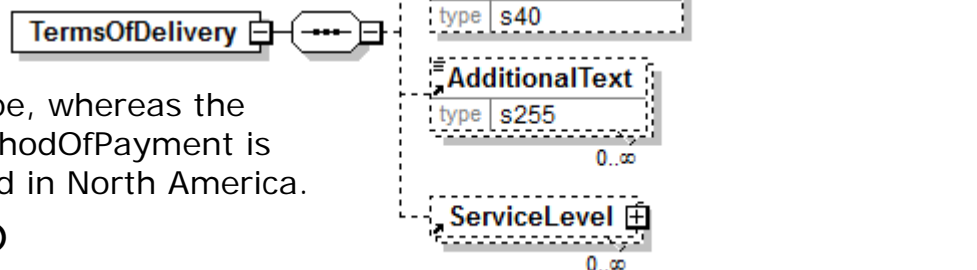 type s40
TermsOfDelivery
AdditionalText
type s255
0..∞
pe, whereas the
hodOfPayment is
d in North America.
ServiceLevel
)
0..∞